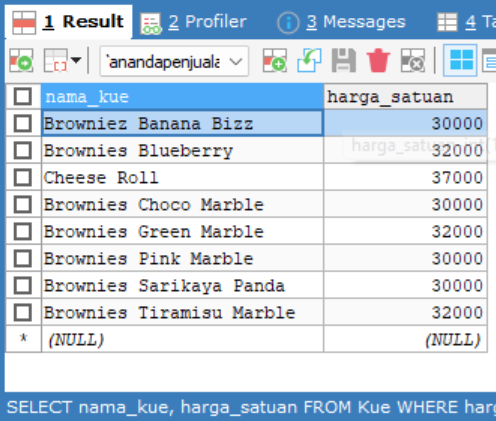 1 Result 2 Profiler 3 Messages 4 Ta
`anandapenjuala
nama_kue harga_satuan
Browniez Banana Bizz 30000
Brownies Blueberry 32000
Cheese Roll 37000
Brownies Choco Marble 30000
Brownies Green Marble 32000
Brownies Pink Marble 30000
Brownies Sarikaya Panda 30000
Brownies Tiramisu Marble 32000
* (NULL) (NULL)
SELECT nama_kue, harga_satuan FROM Kue WHERE harg